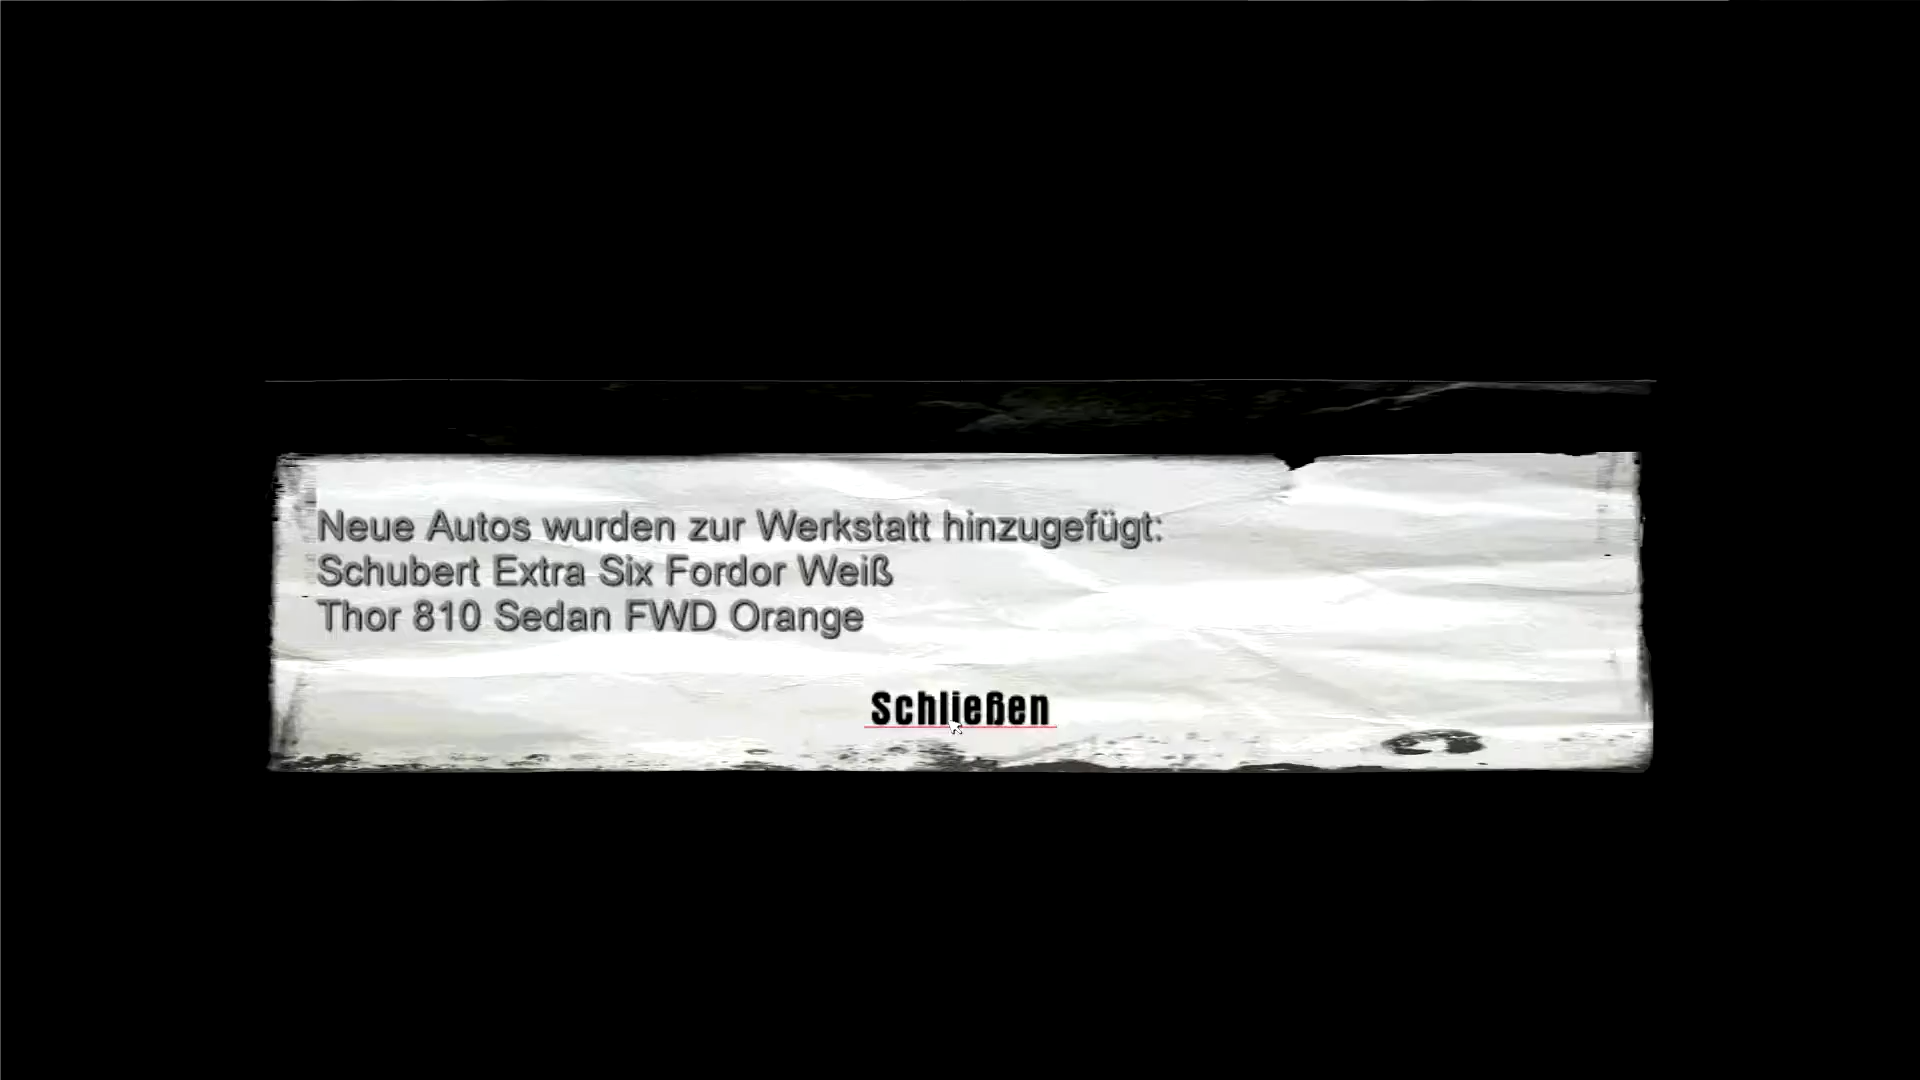 Neue Autos wurden zur Werkstatt hinzugefügt:
Schubert Extra Six Fordor Weiß
Thor 810 Sedan FWD Orange
Schließen